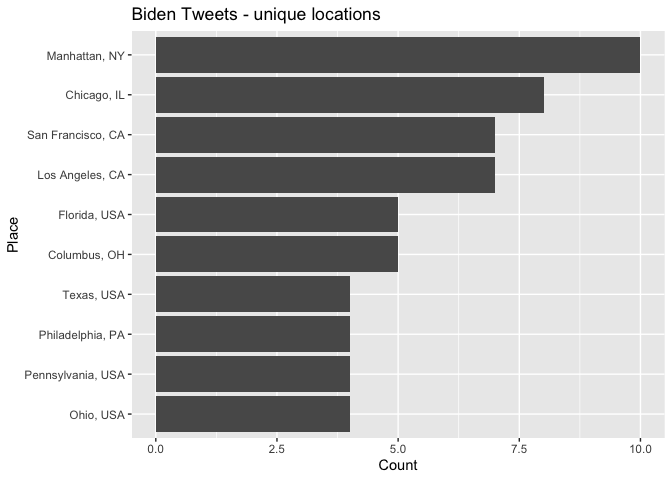 Biden Tweets - unique locations
Place
Manhattan, NY
Chicago, IL
San Francisco, CA
Los Angeles, CA
Florida, USA
Columbus, OH
Texas, USA
Philadelphia, PA
Pennsylvania, USA
Ohio, USA
0.0 2.5 5.0 7.5 10.0
Count